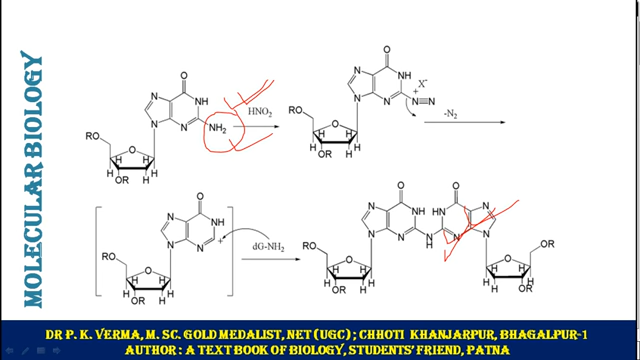 MOLECULAR BIOLOGY
O
N
NH
N
N
NH2
RO
O
H
H
H
H
OR
HNO2
O
N
NH
X-
N
N
+
N≡N
RO
O
H
H
H
H
OR
-N2
O
N
NH
N
N
+
RO
O
H
H
H
H
OR
dG-NH2
O
O
N
NH
HN
N
N
N
N
H
N
N
RO
O
H
H
H
H
OR
OR
O
H
H
H
H
OR
DR P. K. VERMA, M. SC. GOLD MEDALIST, NET (UGC) ; CHHOTI KHANJARPUR, BHAGALPUR-1
AUTHOR : A TEXT BOOK OF BIOLOGY, STUDENTS' FRIEND, PATNA